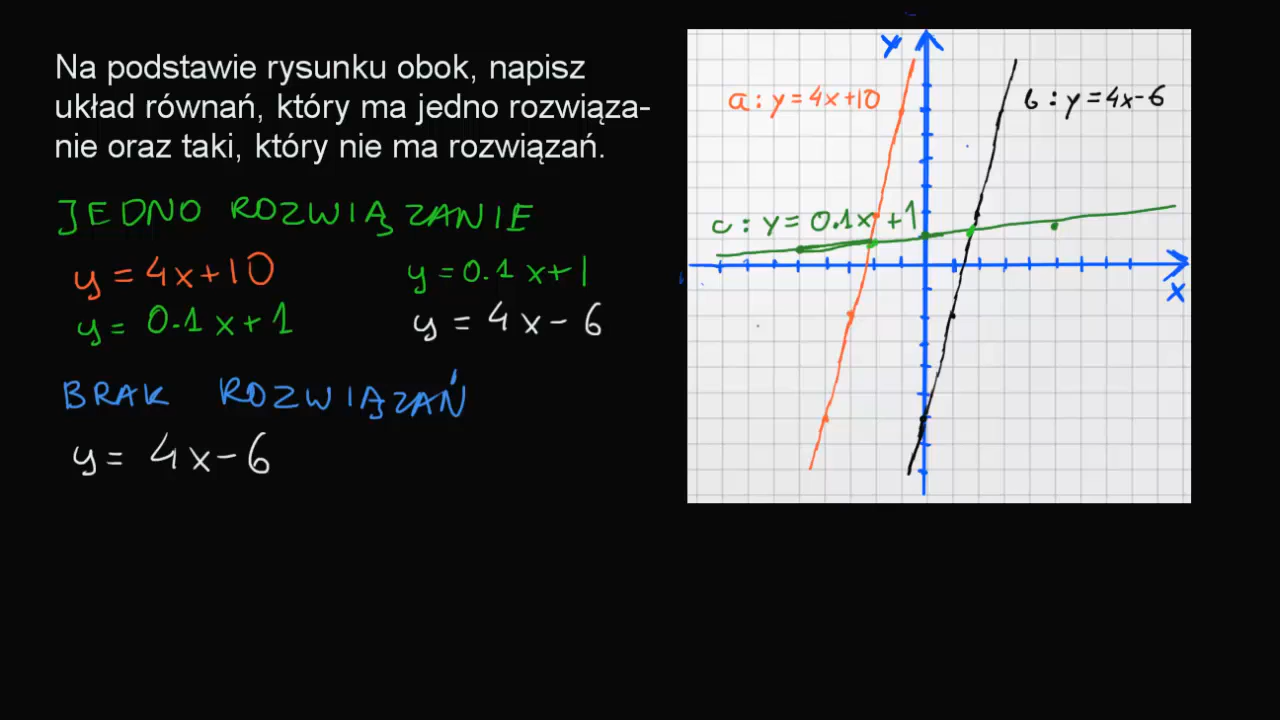 Na podstawie rysunku obok, napisz
układ równań, który ma jedno rozwiąza-
nie oraz taki, który nie ma rozwiązań.
JEDNO ROZWIĄZANIE
y = 4x+10
y = 0.1x+1
y = 0.1x+1
y = 4x-6
BRAK ROZWIĄZAŃ
y = 4x-6
y
a: y = 4x+10
b: y = 4x-6
c: y = 0.1x+1
x